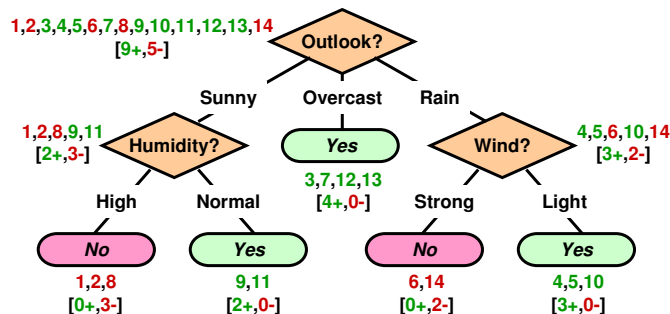 1,2,3,4,5,6,7,8,9,10,11,12,13,14
[9+,5-]
Outlook?
Sunny
Overcast
Rain
1,2,8,9,11
[2+,3-]
Humidity?
Yes
3,7,12,13
[4+,0-]
Wind?
4,5,6,10,14
[3+,2-]
High
Normal
Strong
Light
No
Yes
No
Yes
1,2,8
[0+,3-]
9,11
[2+,0-]
6,14
[0+,2-]
4,5,10
[3+,0-]